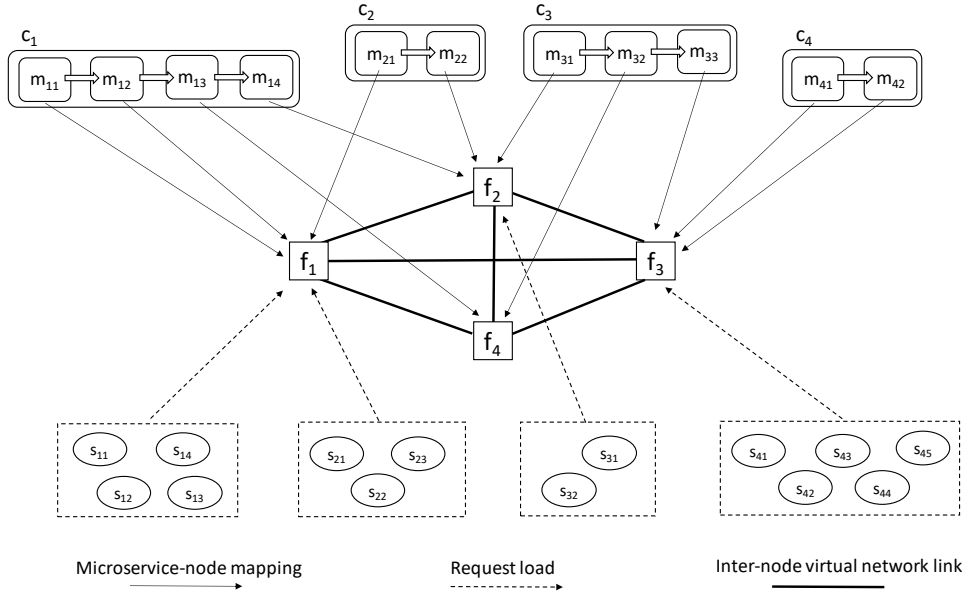 c1
c2
c3
c4
m11 m12 m13 m14
m21 m22
m31 m32 m33
m41 m42
f2
f1
f3
f4
s11 s14
s12 s13
s21 s23
s22
s31
s32
s41 s43 s45
s42 s44
Microservice-node mapping
Request load
Inter-node virtual network link